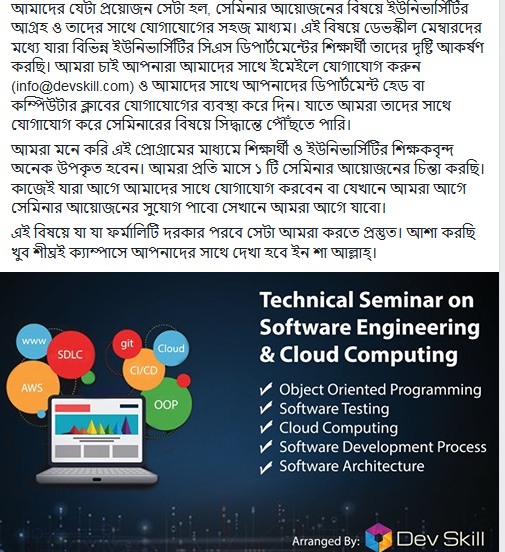 আমাদের যেটা প্রয়োজন সেটা হল, সেমিনার আয়োজনের বিষয়ে ইউনিভার্সিটির
আগ্রহ ও তাদের সাথে যোগাযোগের সহজ মাধ্যম। এই বিষয়ে ডেভস্কীল মেম্বারদের
মধ্যে যারা বিভিন্ন ইউনিভার্সিটির সিএস ডিপার্টমেন্টের শিক্ষার্থী তাদের দৃষ্টি আকর্ষণ
করছি। আমরা চাই আপনারা আমাদের সাথে ইমেইলে যোগাযোগ করুন
(info@devskill.com) ও আমাদের সাথে আপনাদের ডিপার্টমেন্ট হেড বা
কম্পিউটার ক্লাবের যোগাযোগের ব্যবস্থা করে দিন। যাতে আমরা তাদের সাথে
যোগাযোগ করে সেমিনারের বিষয়ে সিদ্ধান্তে পৌঁছতে পারি।
আমরা মনে করি এই প্রোগ্রামের মাধ্যমে শিক্ষার্থী ও ইউনিভার্সিটির শিক্ষকবৃন্দ
অনেক উপকৃত হবেন। আমরা প্রতি মাসে ১ টি সেমিনার আয়োজনের চিন্তা করছি।
কাজেই যারা আগে আমাদের সাথে যোগাযোগ করবেন বা যেখানে আমরা আগে
সেমিনার আয়োজনের সুযোগ পাবো সেখানে আমরা আগে যাবো।
এই বিষয়ে যা যা ফর্মালিটি দরকার পরবে সেটা আমরা করতে প্রস্তুত। আশা করছি
খুব শীঘ্রই ক্যাম্পাসে আপনাদের সাথে দেখা হবে ইন শা আল্লাহ্।
Technical Seminar on
Software Engineering
& Cloud Computing
www
SDLC
git
Cloud
CI/CD
AWS
OOP
Object Oriented Programming
Software Testing
Cloud Computing
Software Development Process
Software Architecture
Arranged By: Dev Skill